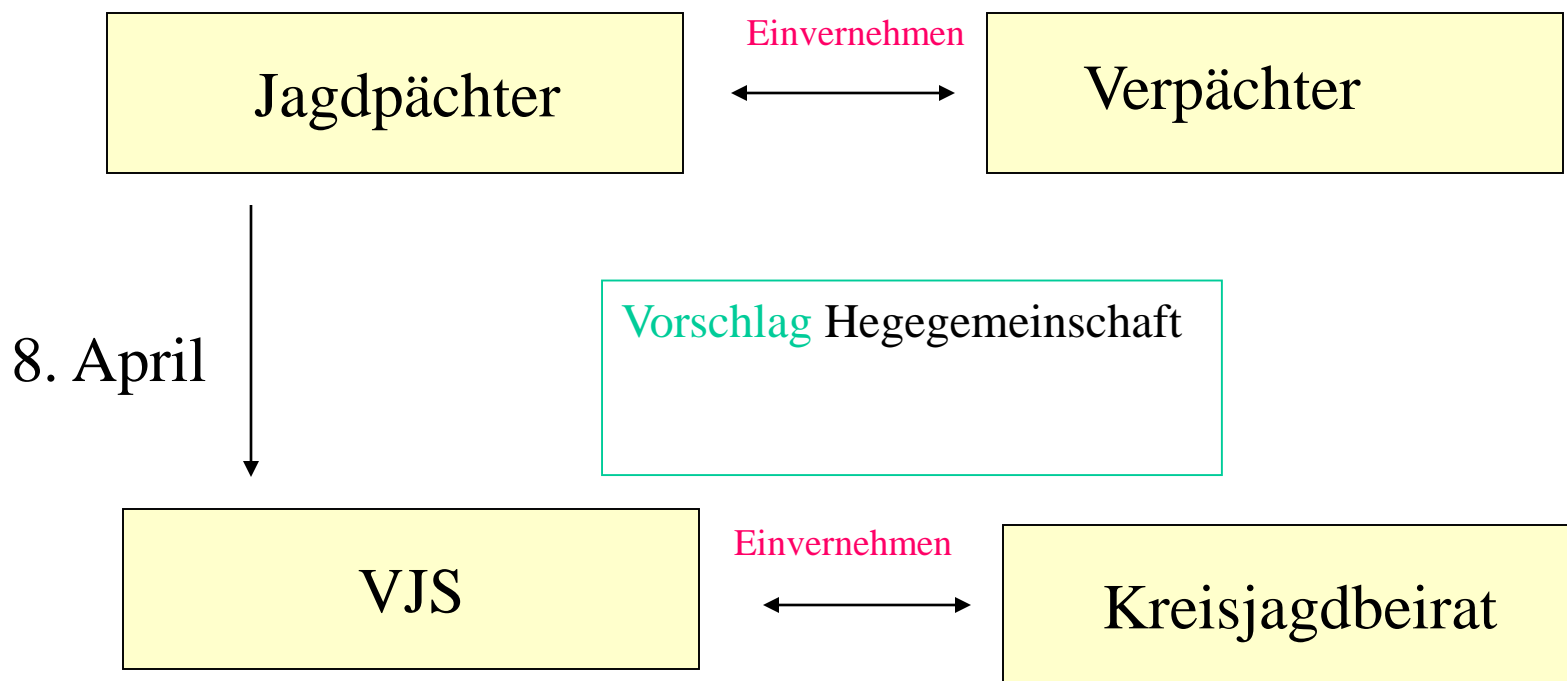 Einvernehmen
Jagdpächter
Verpächter
Vorschlag Hegegemeinschaft
8. April
Einvernehmen
VJS
Kreisjagdbeirat